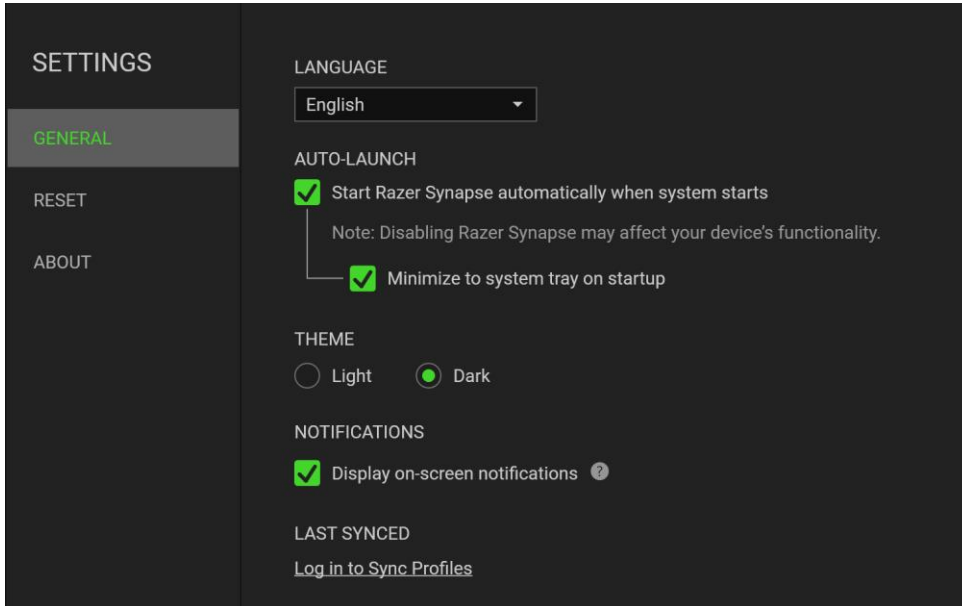 SETTINGS
GENERAL
RESET
ABOUT
LANGUAGE
English
AUTO-LAUNCH
Start Razer Synapse automatically when system starts
Note: Disabling Razer Synapse may affect your device’s functionality.
Minimize to system tray on startup
THEME
Light Dark
NOTIFICATIONS
Display on-screen notifications ?
LAST SYNCED
Log in to Sync Profiles